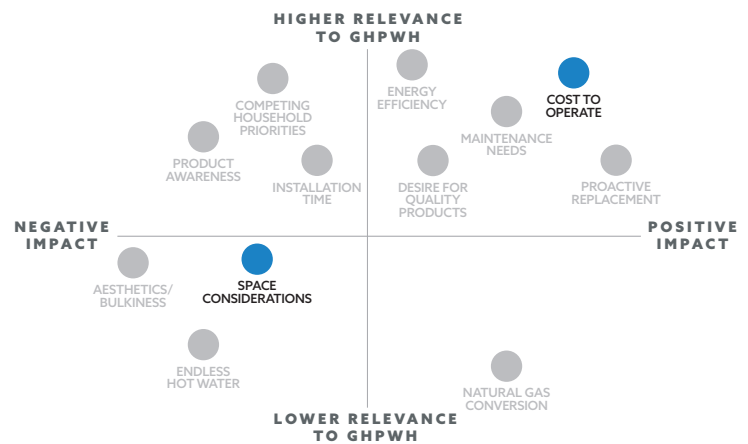 HIGHER RELEVANCE
TO GHPWH
ENERGY
EFFICIENCY
COST TO
OPERATE
COMPETING
HOUSEHOLD
PRIORITIES
MAINTENANCE
NEEDS
PRODUCT
AWARENESS
INSTALLATION
TIME
DESIRE FOR
QUALITY
PRODUCTS
PROACTIVE
REPLACEMENT
NEGATIVE
IMPACT
POSITIVE
IMPACT
AESTHETICS/
BULKINESS
SPACE
CONSIDERATIONS
ENDLESS
HOT WATER
NATURAL GAS
CONVERSION
LOWER RELEVANCE
TO GHPWH